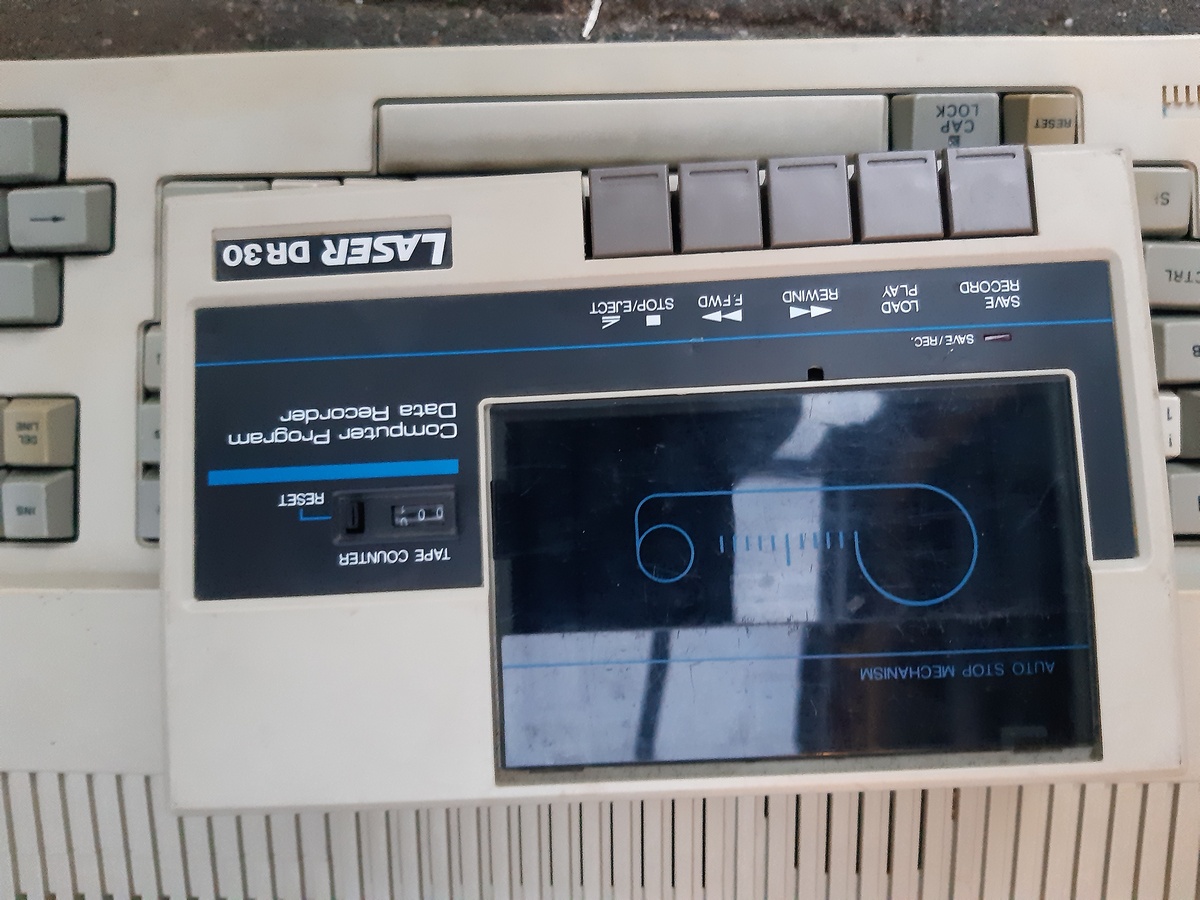 AUTO STOP MECHANISM
TAPE COUNTER
RESET
Computer Program
Data Recorder
SAVE/REC.
SAVE
RECORD
LOAD
PLAY
REWIND
F.FWD
STOP/EJECT
LASER DR30
RESET
CAP
LOCK
CTRL
INS
DEL
LINE